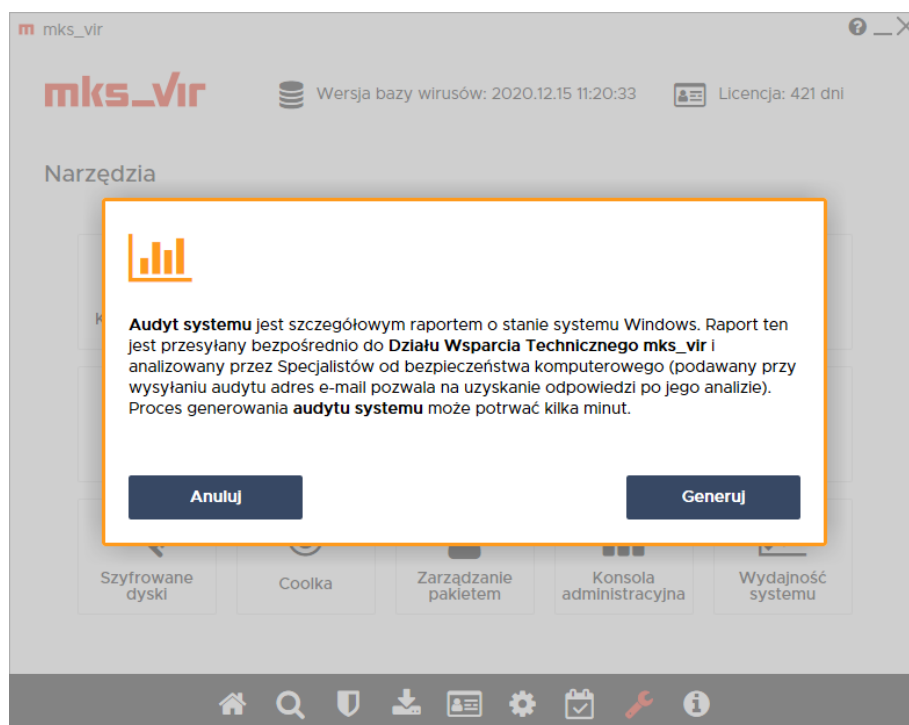 mks_vir
mks_vir
Wersja bazy wirusów: 2020.12.15 11:20:33
Licencja: 421 dni
Narzędzia
Audyt systemu jest szczegółowym raportem o stanie systemu Windows. Raport ten
jest przesyłany bezpośrednio do Działu Wsparcia Technicznego mks_vir i
analizowany przez Specjalistów od bezpieczeństwa komputerowego (podawany przy
wysyłaniu audytu adres e-mail pozwala na uzyskanie odpowiedzi po jego analizie).
Proces generowania audytu systemu może potrwać kilka minut.
Anuluj
Generuj
Szyfrowane
dyski
Coolka
Zarządzanie
pakietem
Konsola
administracyjna
Wydajność
systemu